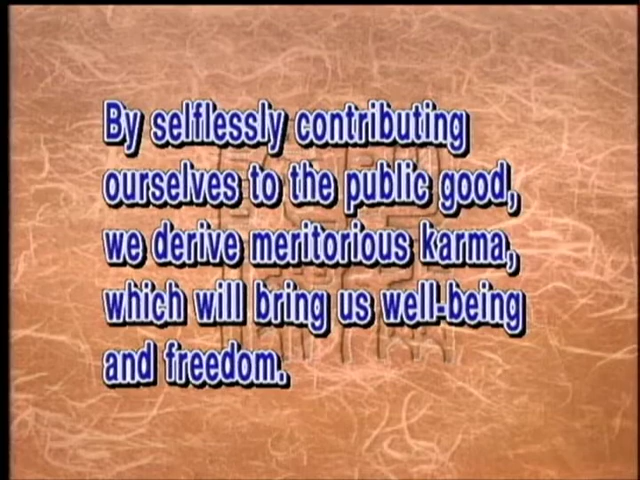 By selflessly contributing
ourselves to the public good,
we derive meritorious karma,
which will bring us well-being
and freedom.